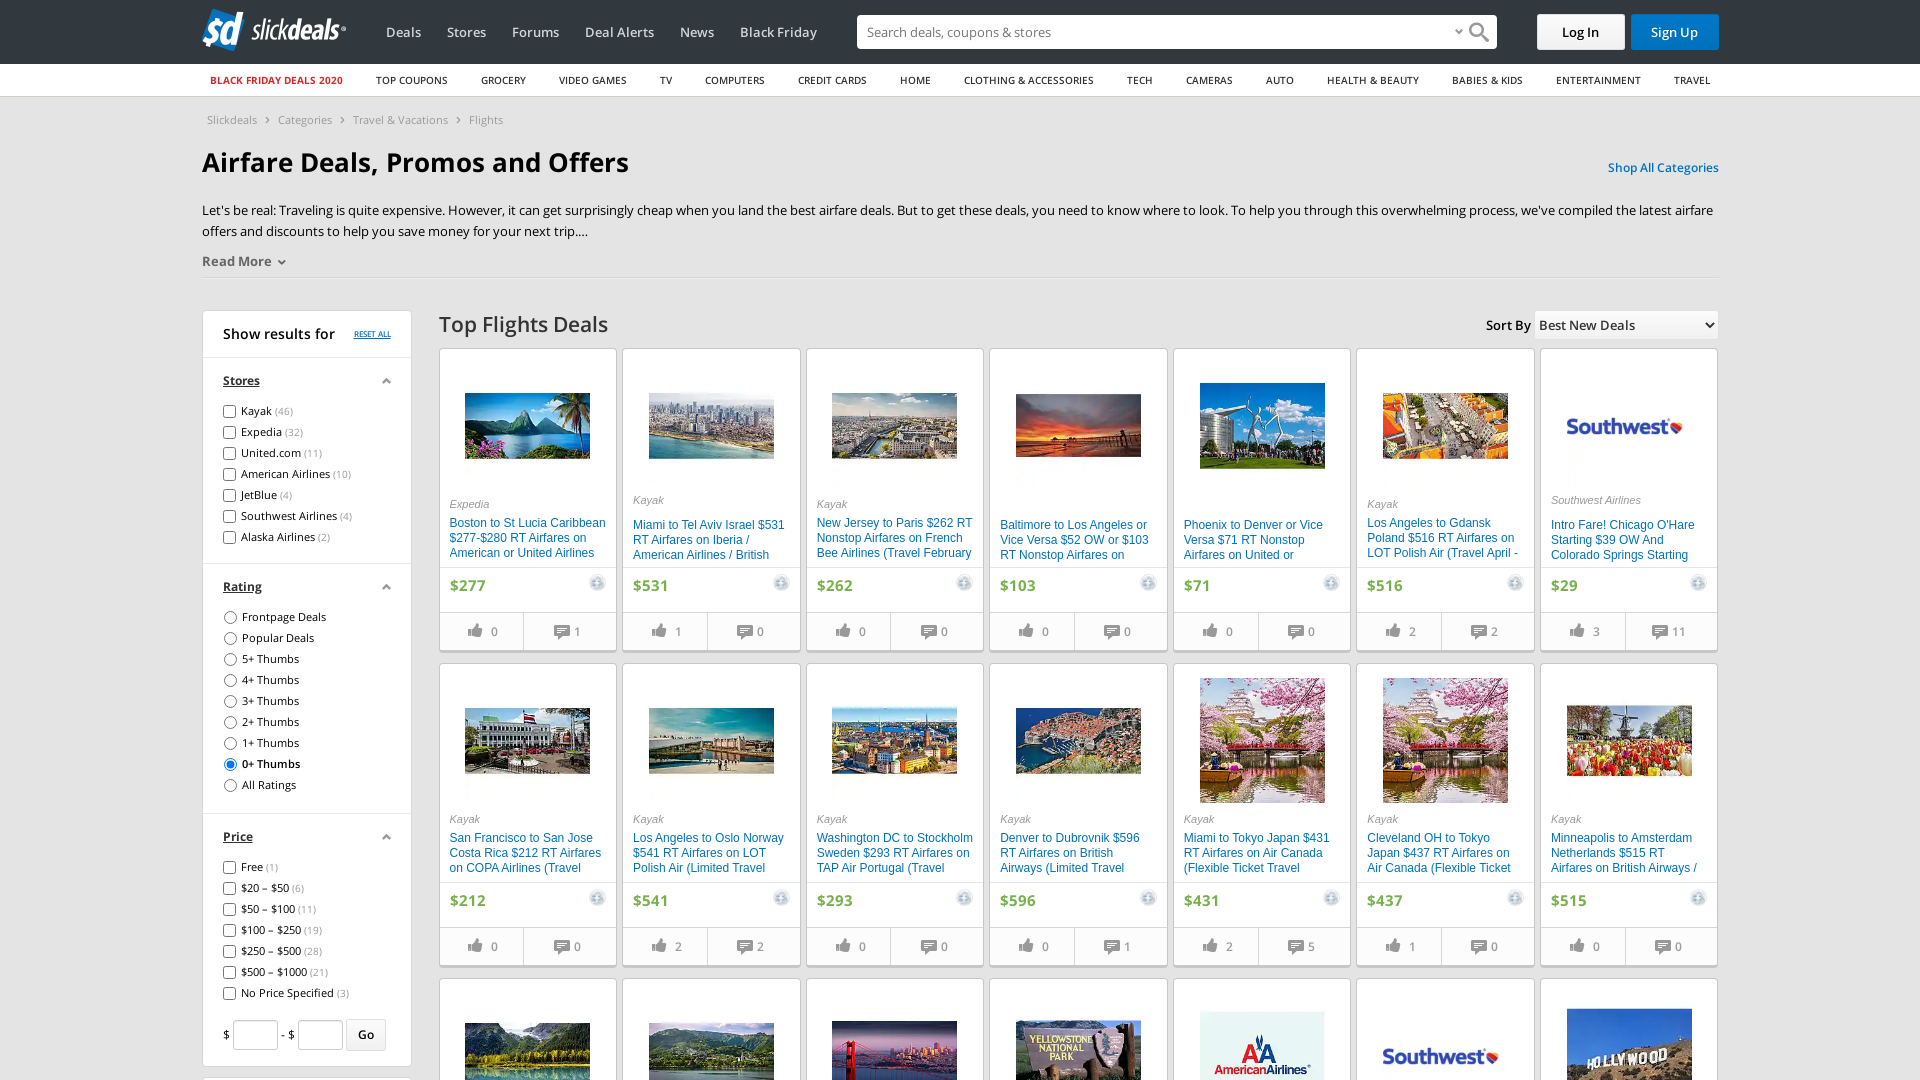 sd slickdeals
Deals
Stores
Forums
Deal Alerts
News
Black Friday
Search deals, coupons & stores
Log In
Sign Up
BLACK FRIDAY DEALS 2020
TOP COUPONS
GROCERY
VIDEO GAMES
TV
COMPUTERS
CREDIT CARDS
HOME
CLOTHING & ACCESSORIES
TECH
CAMERAS
AUTO
HEALTH & BEAUTY
BABIES & KIDS
ENTERTAINMENT
TRAVEL
Slickdeals > Categories > Travel & Vacations > Flights
Airfare Deals, Promos and Offers
Shop All Categories
Let's be real: Traveling is quite expensive. However, it can get surprisingly cheap when you land the best airfare deals. But to get these deals, you need to know where to look. To help you through this overwhelming process, we've compiled the latest airfare
offers and discounts to help you save money for your next trip.…
Read More
Show results for
RESET ALL
Stores
Kayak (46)
Expedia (32)
United.com (11)
American Airlines (10)
JetBlue (4)
Southwest Airlines (4)
Alaska Airlines (2)
Rating
Frontpage Deals
Popular Deals
5+ Thumbs
4+ Thumbs
3+ Thumbs
2+ Thumbs
1+ Thumbs
0+ Thumbs
All Ratings
Price
Free (1)
$20 – $50 (6)
$50 – $100 (11)
$100 – $250 (19)
$250 – $500 (28)
$500 – $1000 (21)
No Price Specified (3)
$ - $ Go
Top Flights Deals
Sort By Best New Deals
Expedia
Boston to St Lucia Caribbean
$277-$280 RT Airfares on
American or United Airlines
$277
0
1
Kayak
Miami to Tel Aviv Israel $531
RT Airfares on Iberia /
American Airlines / British
$531
1
0
Kayak
New Jersey to Paris $262 RT
Nonstop Airfares on French
Bee Airlines (Travel February
$262
0
0
Baltimore to Los Angeles or
Vice Versa $52 OW or $103
RT Nonstop Airfares on
$103
0
0
Phoenix to Denver or Vice
Versa $71 RT Nonstop
Airfares on United or
$71
0
0
Kayak
Los Angeles to Gdansk
Poland $516 RT Airfares on
LOT Polish Air (Travel April -
$516
2
2
Southwest
Southwest Airlines
Intro Fare! Chicago O'Hare
Starting $39 OW And
Colorado Springs Starting
$29
3
11
Kayak
San Francisco to San Jose
Costa Rica $212 RT Airfares
on COPA Airlines (Travel
$212
0
0
Kayak
Los Angeles to Oslo Norway
$541 RT Airfares on LOT
Polish Air (Limited Travel
$541
2
2
Kayak
Washington DC to Stockholm
Sweden $293 RT Airfares on
TAP Air Portugal (Travel
$293
0
0
Kayak
Denver to Dubrovnik $596
RT Airfares on British
Airways (Limited Travel
$596
0
1
Kayak
Miami to Tokyo Japan $431
RT Airfares on Air Canada
(Flexible Ticket Travel
$431
2
5
Kayak
Cleveland OH to Tokyo
Japan $437 RT Airfares on
Air Canada (Flexible Ticket
$437
1
0
Kayak
Minneapolis to Amsterdam
Netherlands $515 RT
Airfares on British Airways /
$515
0
0
YELLOWSTONE
NATIONAL
PARK
AA
AmericanAirlines
Southwest
HOLLYWOOD